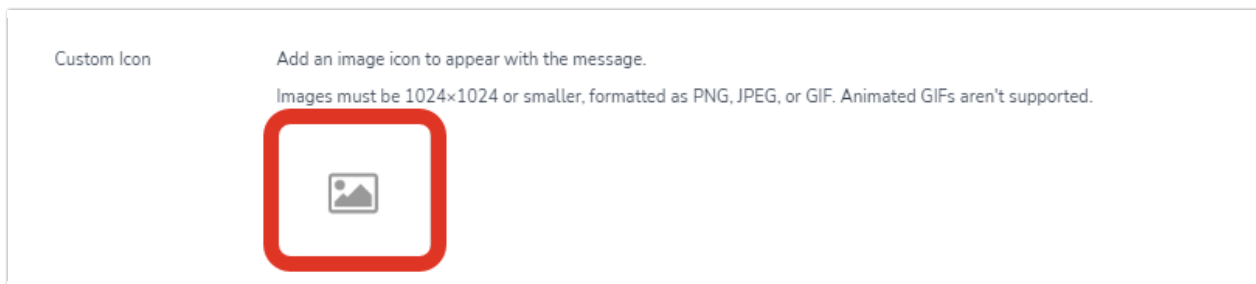 Custom Icon
Add an image icon to appear with the message.
Images must be 1024×1024 or smaller, formatted as PNG, JPEG, or GIF. Animated GIFs aren't supported.